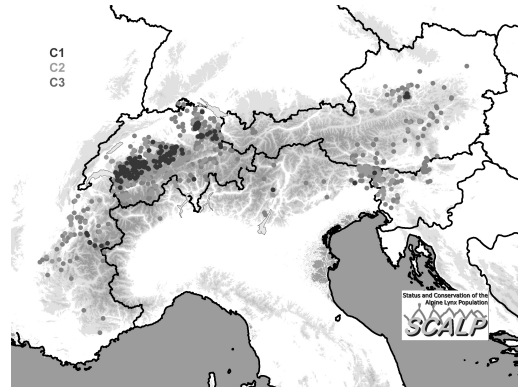 C1
C2
C3
Status and Conservation of the
Alpine Lynx Population
SCALP